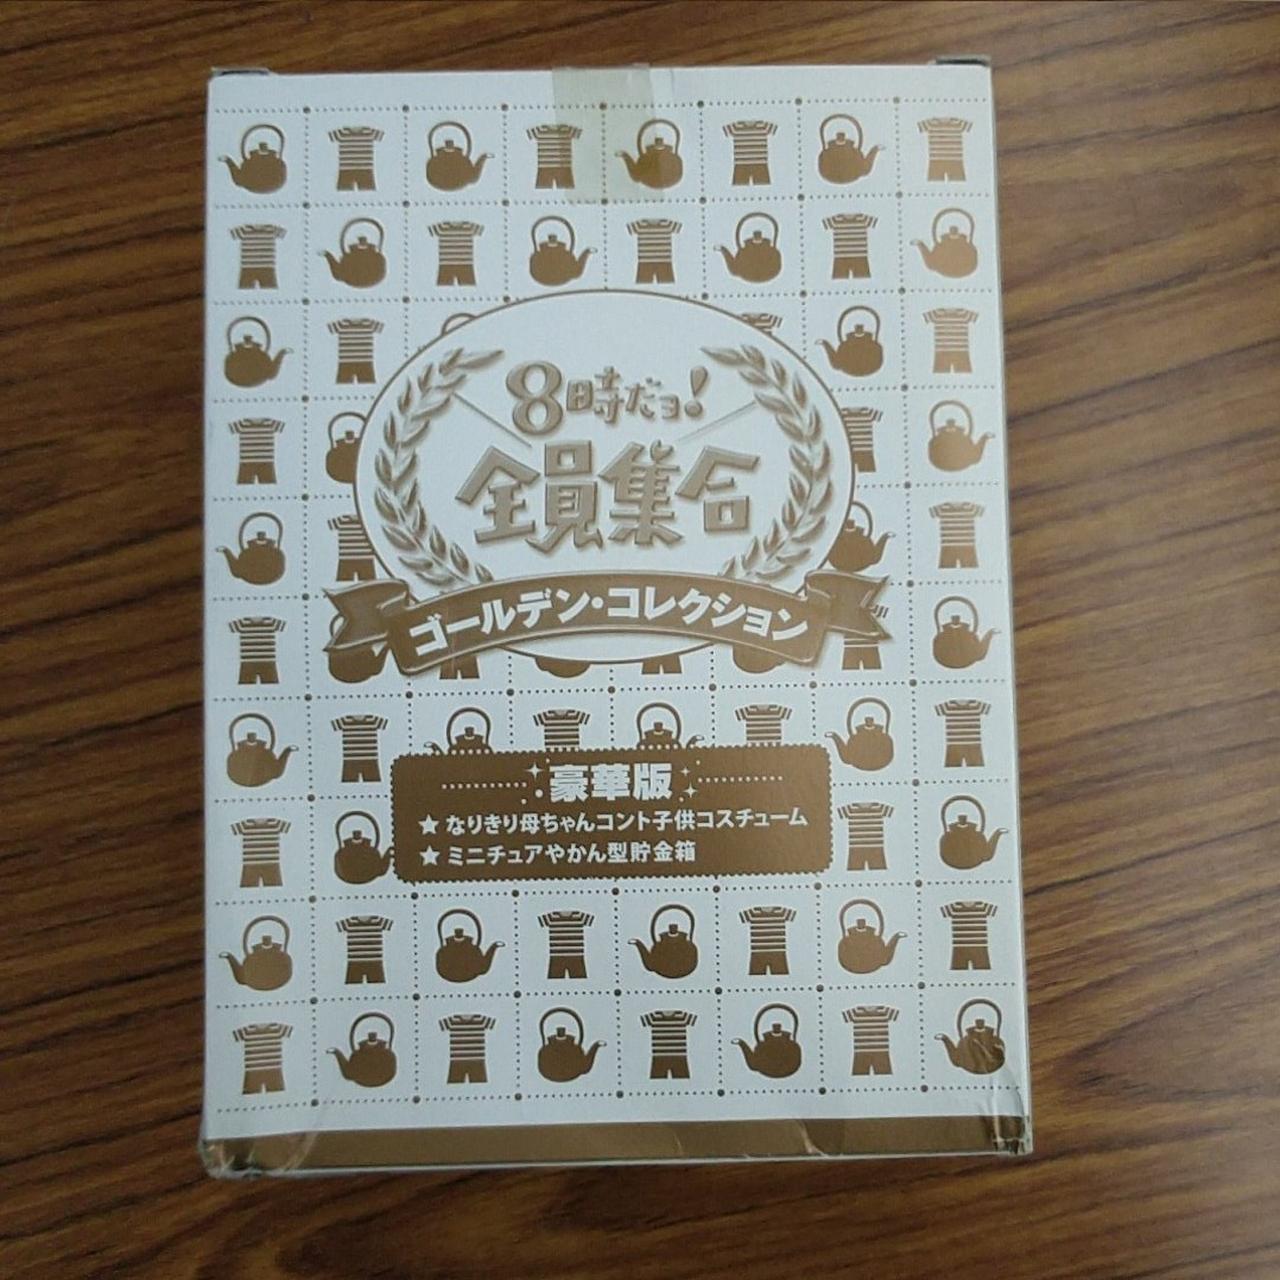 8時だョ!
全員集合
ゴールデン・コレクション
豪華版
★なりきり母ちゃんコント子供コスチューム
★ミニチュアやかん型貯金箱